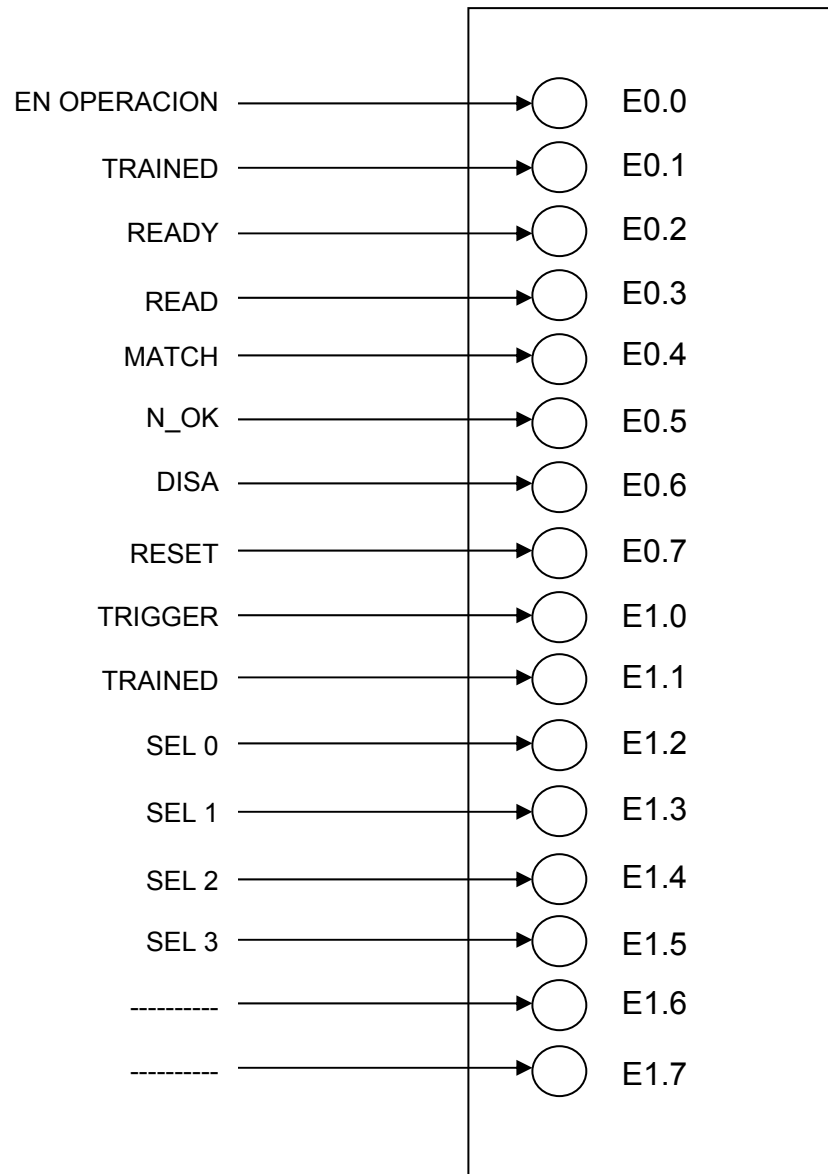 EN OPERACION E0.0
TRAINED E0.1
READY E0.2
READ E0.3
MATCH E0.4
N_OK E0.5
DISA E0.6
RESET E0.7
TRIGGER E1.0
TRAINED E1.1
SEL 0 E1.2
SEL 1 E1.3
SEL 2 E1.4
SEL 3 E1.5
---------- E1.6
---------- E1.7